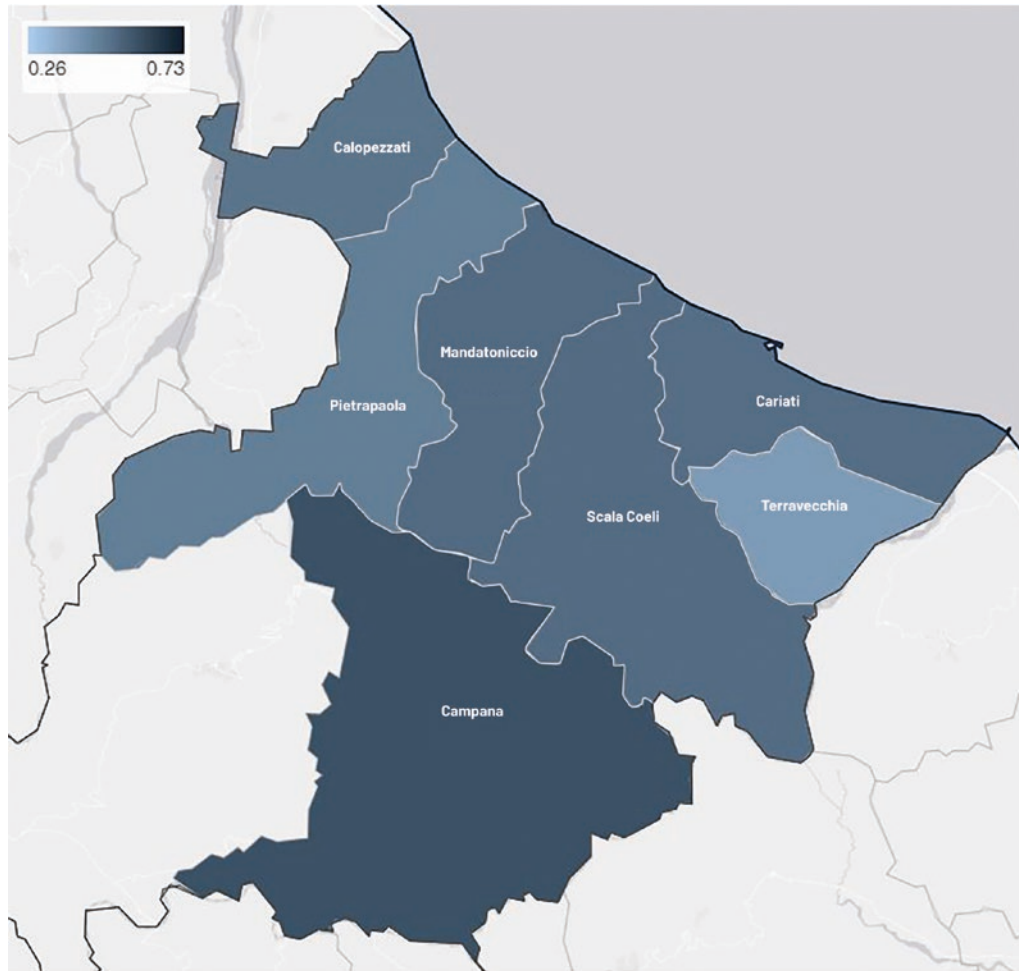 0.26 0.73
Calopezzati
Mandatoniccio
Pietrapaola
Cariati
Terravecchia
Scala Coeli
Campana